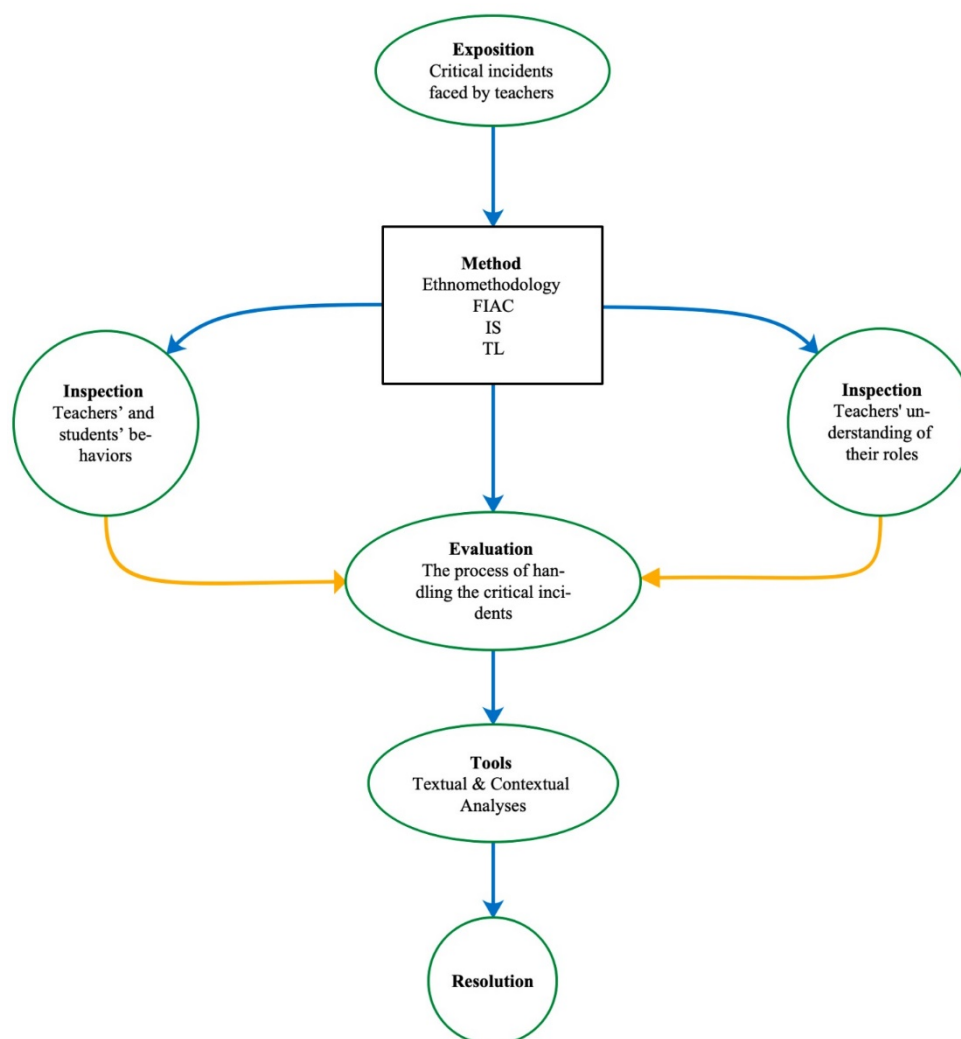 Exposition
Critical incidents
faced by teachers
Method
Ethnomethodology
FIAC
IS
TL
Inspection
Teachers’ and
students’ be-
haviors
Inspection
Teachers' un-
derstanding of
their roles
Evaluation
The process of han-
dling the critical inci-
dents
Tools
Textual & Contextual
Analyses
Resolution